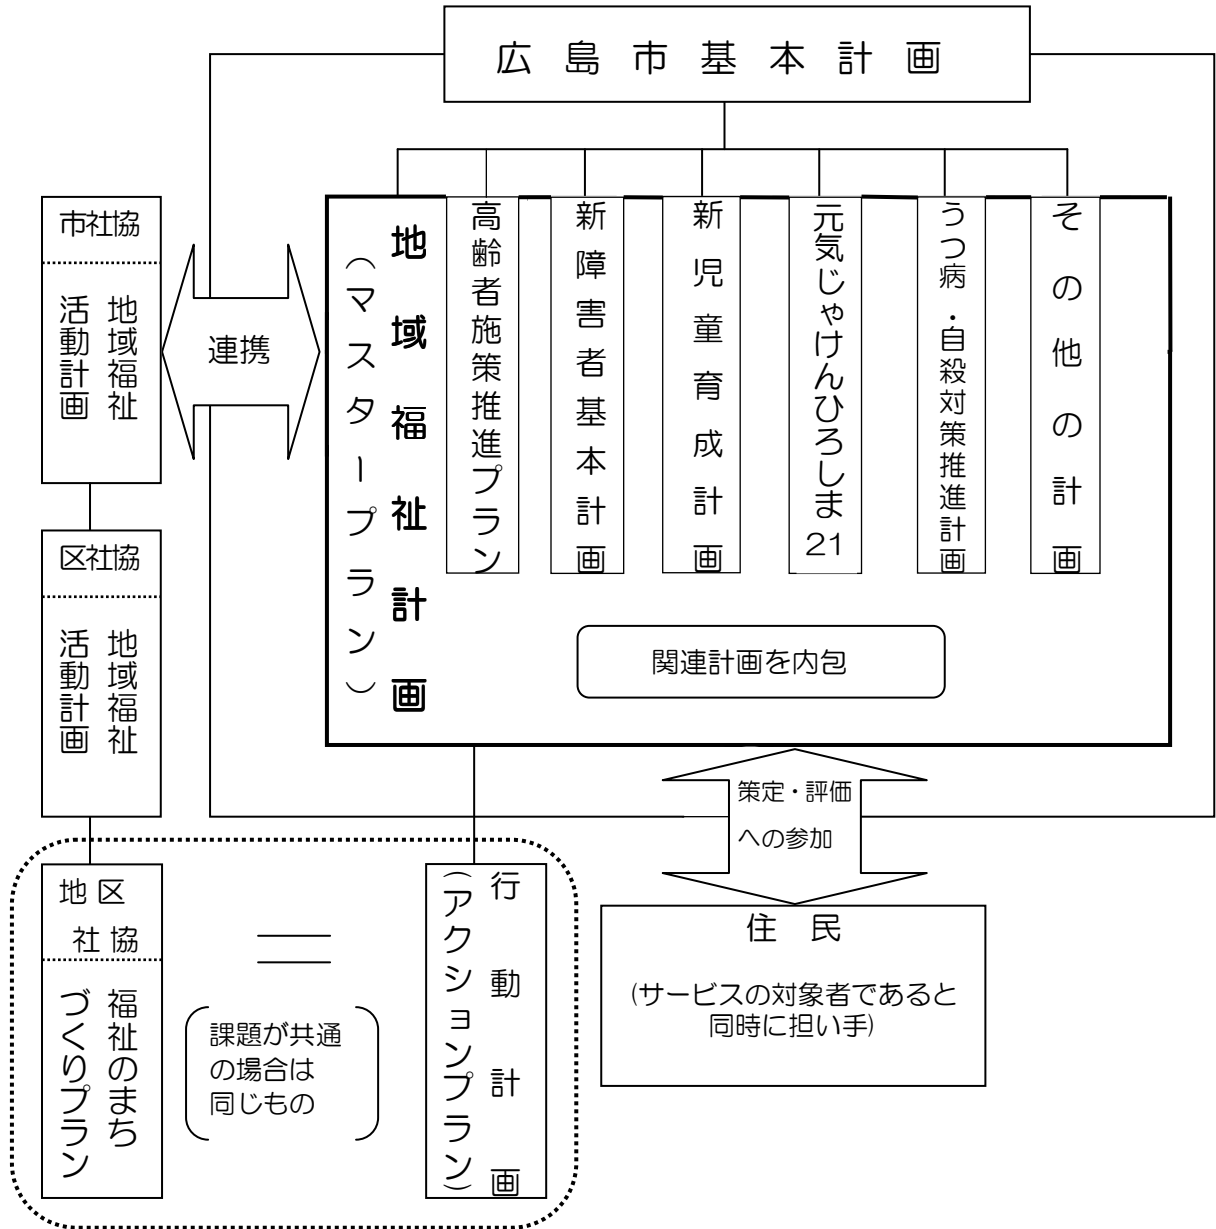 広島市基本計画
市社協
地域福祉
活動計画
連携
地域福祉計画
（マスタープラン）
高齢者施策推進プラン
新障害者基本計画
新児童育成計画
元気じゃけんひろしま21
うつ病・自殺対策推進計画
その他の計画
関連計画を内包
区社協
地域福祉
活動計画
策定・評価
への参加
地区
社協
福祉のまち
づくりプラン
＝
課題が共通
の場合は
同じもの
行動計画
（アクションプラン）
住民
(サービスの対象者であると
同時に担い手)